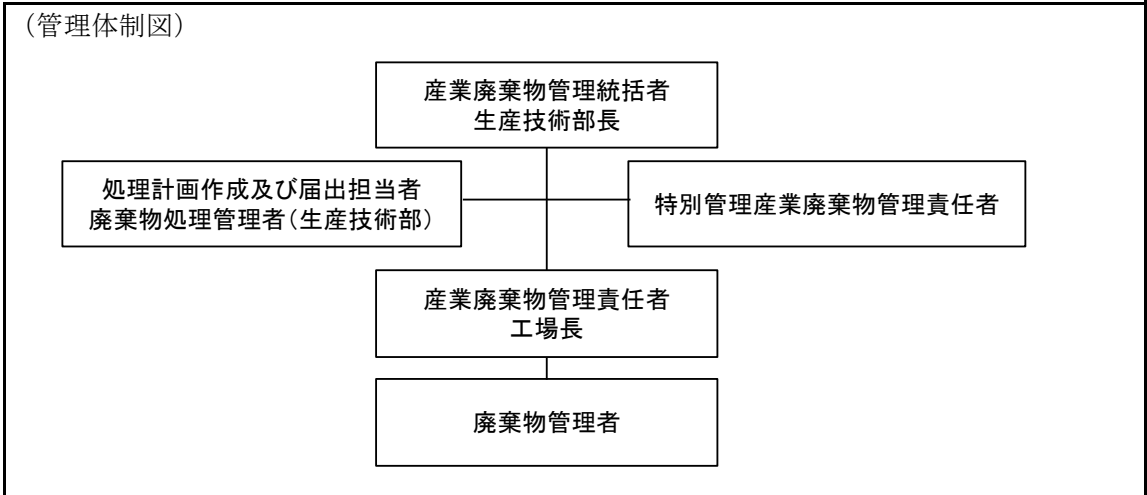 （管理体制図）
産業廃棄物管理統括者
生産技術部長
処理計画作成及び届出担当者
廃棄物処理管理者（生産技術部）
特別管理産業廃棄物管理責任者
産業廃棄物管理責任者
工場長
廃棄物管理者